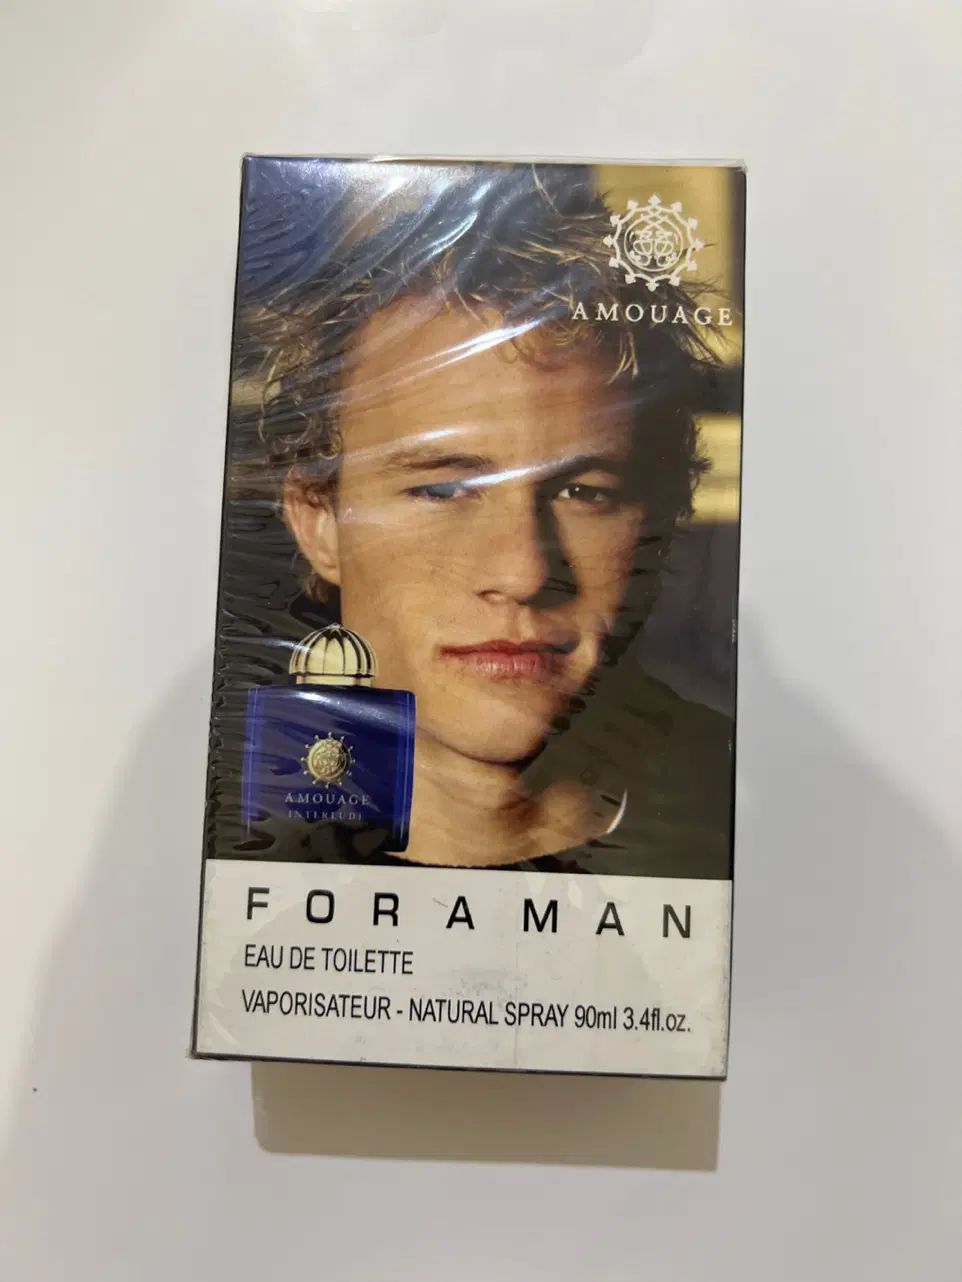 AMOUAGE
AMOUAGE
INTERLUDE
FOR A MAN
EAU DE TOILETTE
VAPORISATEUR - NATURAL SPRAY 90ml 3.4fl.oz.